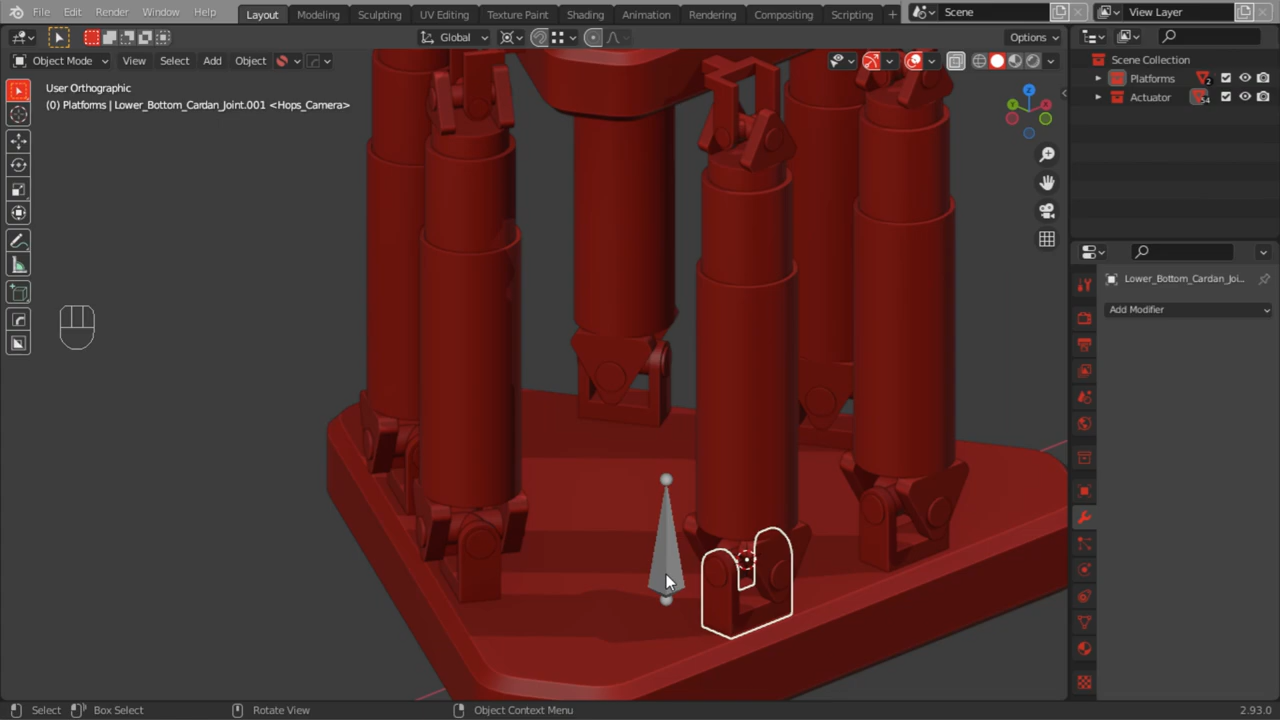 File Edit Render Window Help
Layout Modeling Sculpting UV Editing Texture Paint Shading Animation Rendering Compositing Scripting +
Scene
View Layer
Global
Options
Object Mode View Select Add Object
User Orthographic
(0) Platforms | Lower_Bottom_Cardan_Joint.001 <Hops_Camera>
Z
Y
X
Scene Collection
Platforms 2
Actuator 54
Lower_Bottom_Cardan_Joi...
Add Modifier
Select Box Select Rotate View Object Context Menu 2.93.0